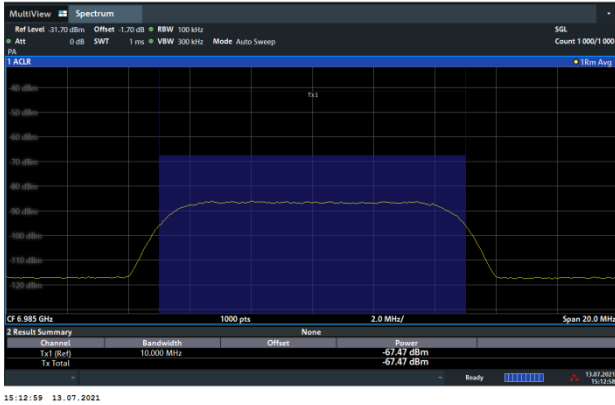 MultiView Spectrum
Ref Level -31.70 dBm Offset -1.70 dB RBW 100 kHz SGL
Att 0 dB SWT 1 ms VBW 300 kHz Mode Auto Sweep Count 1000/1000
PA
1 ACLR 1Rm Avg
-40 dBm
Tx1
-50 dBm
-60 dBm
-70 dBm
-80 dBm
-90 dBm
-100 dBm
-110 dBm
-120 dBm
CF 6.985 GHz 1000 pts 2.0 MHz/ Span 20.0 MHz
2 Result Summary None
Channel Bandwidth Offset Power
Tx1 (Ref) 10.000 MHz -67.47 dBm
Tx Total -67.47 dBm
Ready 13.07.2021
15:12:58
15:12:59 13.07.2021